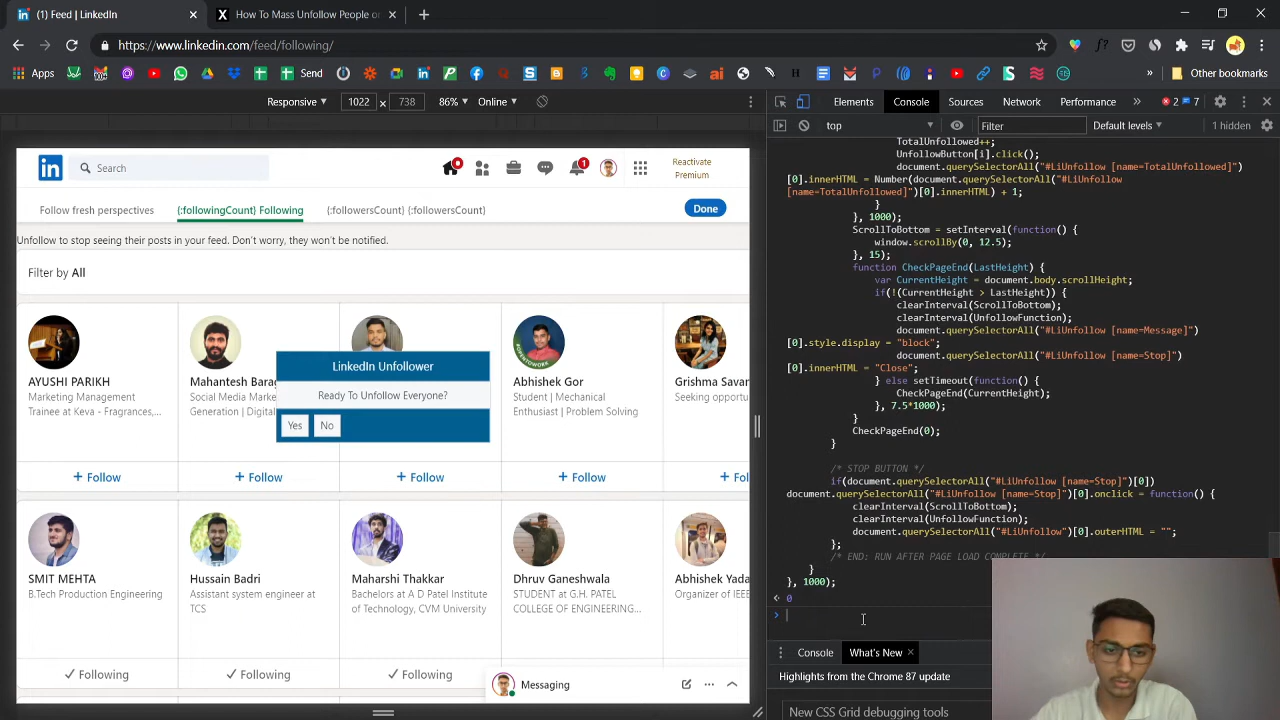 (1) Feed | LinkedIn
How To Mass Unfollow People on
https://www.linkedin.com/feed/following/
Apps
Send
Other bookmarks
Responsive
1022 x 738
86%
Online
Elements
Console
Sources
Network
Performance
2
7
top
Filter
Default levels
1 hidden
in
Search
1
Reactivate
Premium
Follow fresh perspectives
{:followingCount} Following
{:followersCount} {:followersCount}
Done
Unfollow to stop seeing their posts in your feed. Don't worry, they won't be notified.
Filter by All
AYUSHI PARIKH
Marketing Management
Trainee at Keva - Fragrances,...
Mahantesh
Social Media
Generation | Digital
Abhishek Gor
Student | Mechanical
Enthusiast | Problem Solving
Grishma Savan
Seeking opportu
LinkedIn Unfollower
Ready To Unfollow Everyone?
Yes
No
+ Follow
+ Follow
+ Follow
+ Follow
+ Fol
SMIT MEHTA
B.Tech Production Engineering
Hussain Badri
Assistant system engineer at
TCS
Maharshi Thakkar
Bachelors at A D Patel Institute
of Technology, CVM University
Dhruv Ganeshwala
STUDENT at G.H. PATEL
COLLEGE OF ENGINEERING...
Abhishek Yada
Organizer of IEEE
✓ Following
✓ Following
✓ Following
Messaging
TotalUnfollowed++;
UnfollowButton[i].click();
document.querySelectorAll("#LiUnfollow [name=TotalUnfollowed]")
[0].innerHTML = Number(document.querySelectorAll("#LiUnfollow
[name=TotalUnfollowed]")[0].innerHTML) + 1;
}
}, 1000);
ScrollToBottom = setInterval(function() {
window.scrollBy(0, 12.5);
}, 15);
function CheckPageEnd(LastHeight) {
var CurrentHeight = document.body.scrollHeight;
if(!(CurrentHeight > LastHeight)) {
clearInterval(ScrollToBottom);
clearInterval(UnfollowFunction);
document.querySelectorAll("#LiUnfollow [name=Message]")
[0].style.display = "block";
document.querySelectorAll("#LiUnfollow [name=Stop]")
[0].innerHTML = "Close";
} else setTimeout(function() {
CheckPageEnd(CurrentHeight);
}, 7.5*1000);
}
CheckPageEnd(0);
}
/* STOP BUTTON */
if(document.querySelectorAll("#LiUnfollow [name=Stop]")[0])
document.querySelectorAll("#LiUnfollow [name=Stop]")[0].onclick = function() {
clearInterval(ScrollToBottom);
clearInterval(UnfollowFunction);
document.querySelectorAll("#LiUnfollow")[0].outerHTML = "";
};
/* END: RUN AFTER PAGE LOAD COMPLETE */
}
}, 1000);
0
Console
What's New
Highlights from the Chrome 87 update
New CSS Grid debugging tools